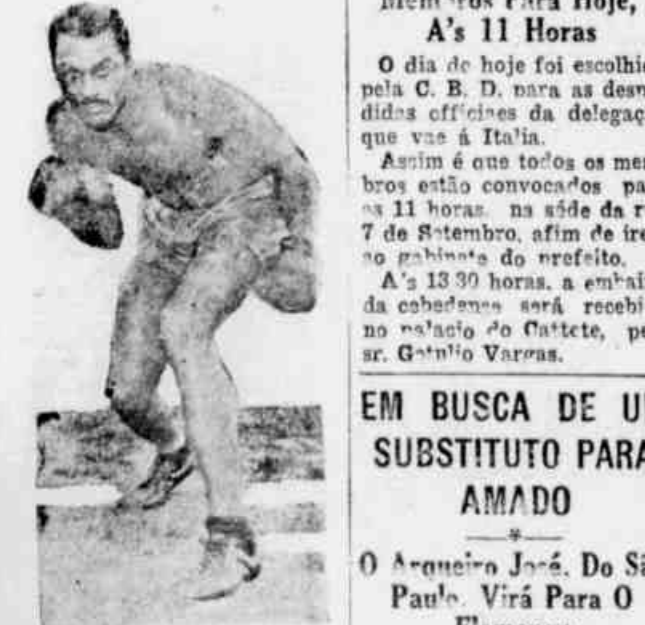 Para Hoje,
A's 11 Horas
O dia de hoje foi escolhi
pela C. B. D. para as desp
didas officiaes da delegaç
que vae á Italia.
Assim é que todos os mem
bros estão convocados pa
as 11 horas, na séde da r
7 de Setembro, afim de ire
ao gabinete do prefeito.
A's 13 30 horas, a embai
da cebedense será recebi
no palacio do Cattete, pe
sr. Getulio Vargas.
EM BUSCA DE U
SUBSTITUTO PARA
AMADO
O Arqueiro José, Do Sã
Paulo, Virá Para O